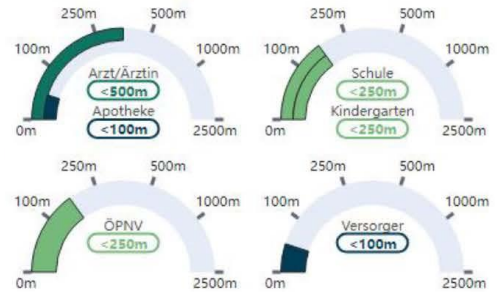 250m 500m
100m 1000m
Arzt/Ärztin
<500m
Apotheke
<100m
0m 2500m
250m 500m
100m 1000m
Schule
<250m
Kindergarten
<250m
0m 2500m
250m 500m
100m 1000m
ÖPNV
<250m
0m 2500m
250m 500m
100m 1000m
Versorger
<100m
0m 2500m